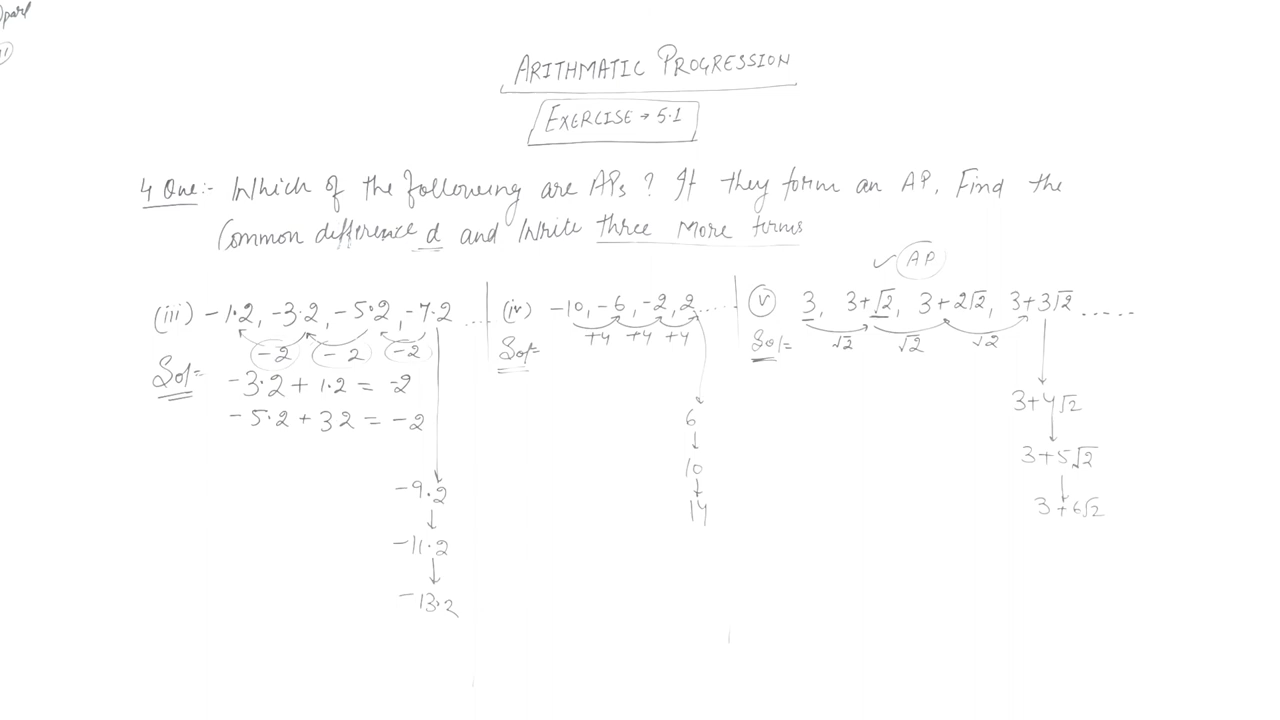 ARITHMATIC PROGRESSION
EXERCISE → 5.1
4 Que:- Which of the following are APs ? If they form an AP, Find the
Common difference d and Write three More terms
✓ AP
(iii) -1.2, -3.2, -5.2, -7.2 ....
-2 -2 -2
Sol=
-3.2 + 1.2 = -2
-5.2 + 32 = -2
-9.2
↓
-11.2
↓
-13.2
(iv) -10, -6, -2, 2.....
+4 +4 +4
Sol=
6
↓
10
↓
14
(v) 3, 3+√2, 3+2√2, 3+3√2 ......
Sol= √2 √2 √2
3+4√2
↓
3+5√2
↓
3+6√2